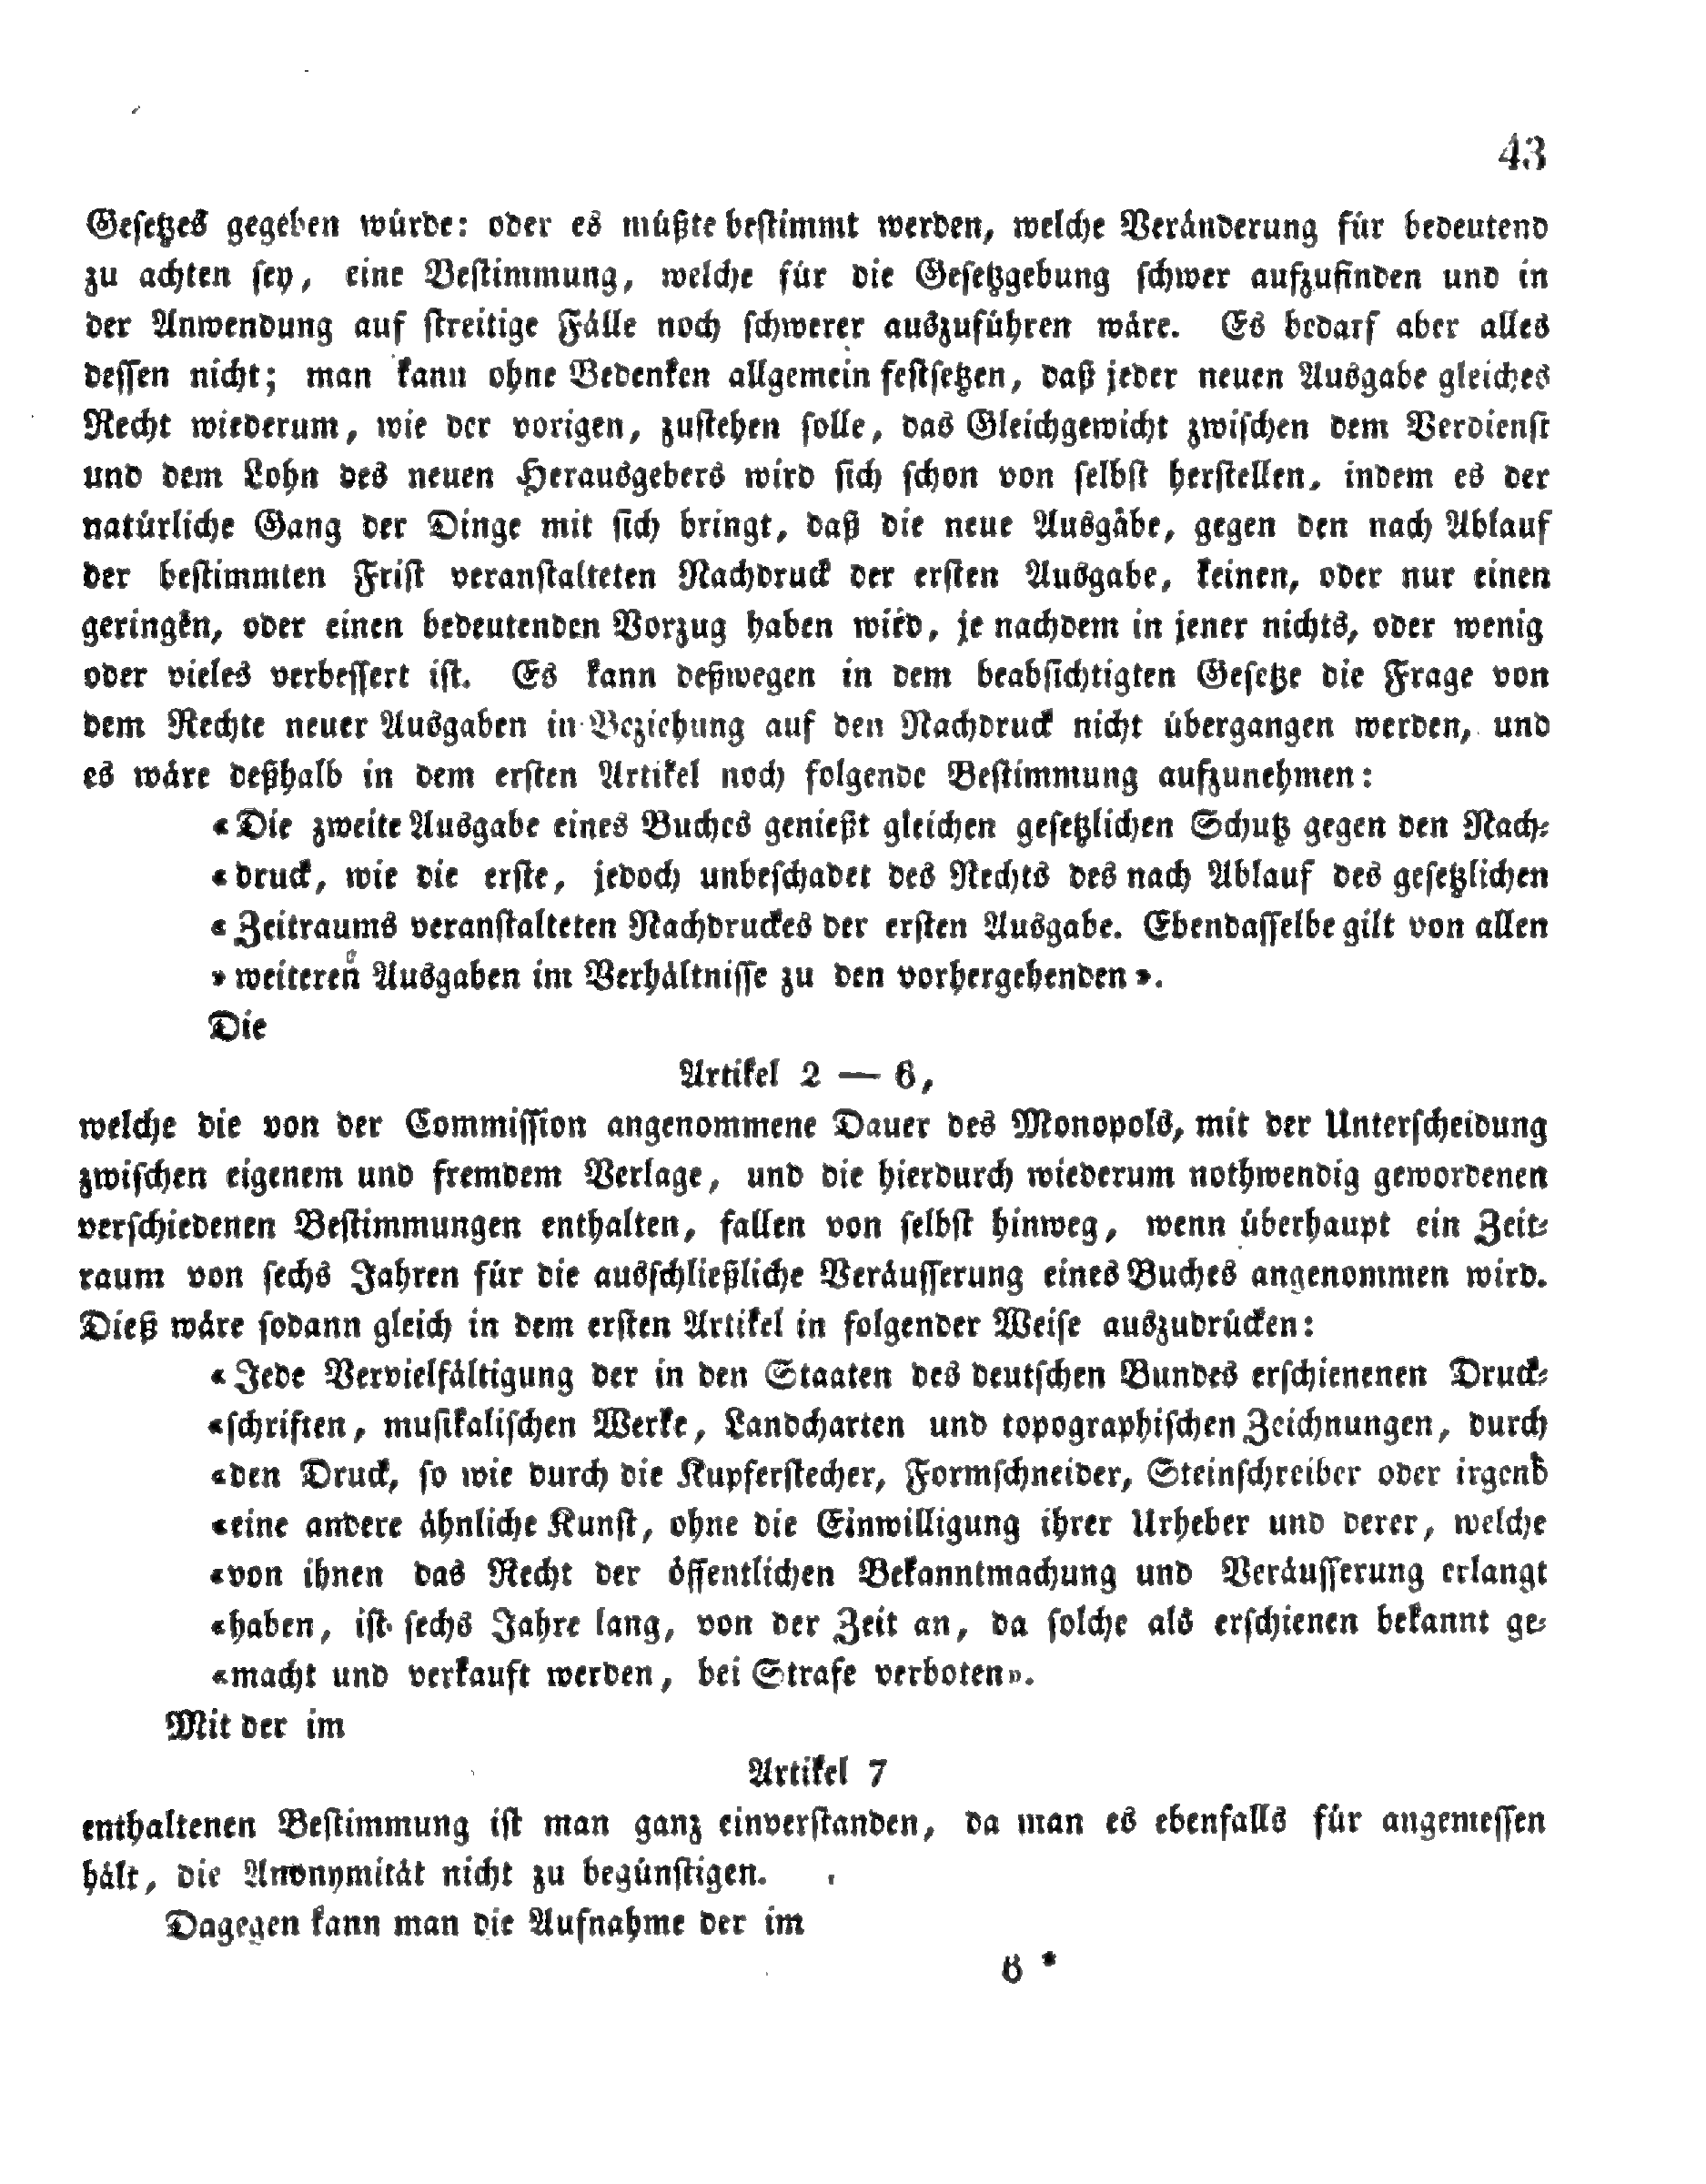 43
Gesetzes gegeben würde: oder es müßte bestimmt werden, welche Veränderung für bedeutend
zu achten sey, eine Bestimmung, welche für die Gesetzgebung schwer aufzufinden und in
der Anwendung auf streitige Fälle noch schwerer auszuführen wäre. Es bedarf aber alles
dessen nicht; man kann ohne Bedenken allgemein festsetzen, daß jeder neuen Ausgabe gleiches
Recht wiederum, wie der vorigen, zustehen solle, das Gleichgewicht zwischen dem Verdienst
und dem Lohn des neuen Herausgebers wird sich schon von selbst herstellen, indem es der
natürliche Gang der Dinge mit sich bringt, daß die neue Ausgabe, gegen den nach Ablauf
der bestimmten Frist veranstalteten Nachdruck der ersten Ausgabe, keinen, oder nur einen
geringen, oder einen bedeutenden Vorzug haben wird, je nachdem in jener nichts, oder wenig
oder vieles verbessert ist. Es kann deßwegen in dem beabsichtigten Gesetze die Frage von
dem Rechte neuer Ausgaben in Beziehung auf den Nachdruck nicht übergangen werden, und
es wäre deßhalb in dem ersten Artikel noch folgende Bestimmung aufzunehmen:
«Die zweite Ausgabe eines Buches genießt gleichen gesetzlichen Schutz gegen den Nach-
«druck, wie die erste, jedoch unbeschadet des Rechts des nach Ablauf des gesetzlichen
«Zeitraums veranstalteten Nachdruckes der ersten Ausgabe. Ebendasselbe gilt von allen
»weiteren Ausgaben im Verhältnisse zu den vorhergehenden».
Die
Artikel 2 — 6,
welche die von der Commission angenommene Dauer des Monopols, mit der Unterscheidung
zwischen eigenem und fremdem Verlage, und die hierdurch wiederum nothwendig gewordenen
verschiedenen Bestimmungen enthalten, fallen von selbst hinweg, wenn überhaupt ein Zeit-
raum von sechs Jahren für die ausschließliche Veräusserung eines Buches angenommen wird.
Dieß wäre sodann gleich in dem ersten Artikel in folgender Weise auszudrücken:
«Jede Vervielfältigung der in den Staaten des deutschen Bundes erschienenen Druck-
«schriften, musikalischen Werke, Landcharten und topographischen Zeichnungen, durch
«den Druck, so wie durch die Kupferstecher, Formschneider, Steinschreiber oder irgend
«eine andere ähnliche Kunst, ohne die Einwilligung ihrer Urheber und derer, welche
«von ihnen das Recht der öffentlichen Bekanntmachung und Veräusserung erlangt
«haben, ist sechs Jahre lang, von der Zeit an, da solche als erschienen bekannt ge-
«macht und verkauft werden, bei Strafe verboten».
Mit der im
Artikel 7
enthaltenen Bestimmung ist man ganz einverstanden, da man es ebenfalls für angemessen
hält, die Anonymität nicht zu begünstigen.
Dagegen kann man die Aufnahme der im
6 *